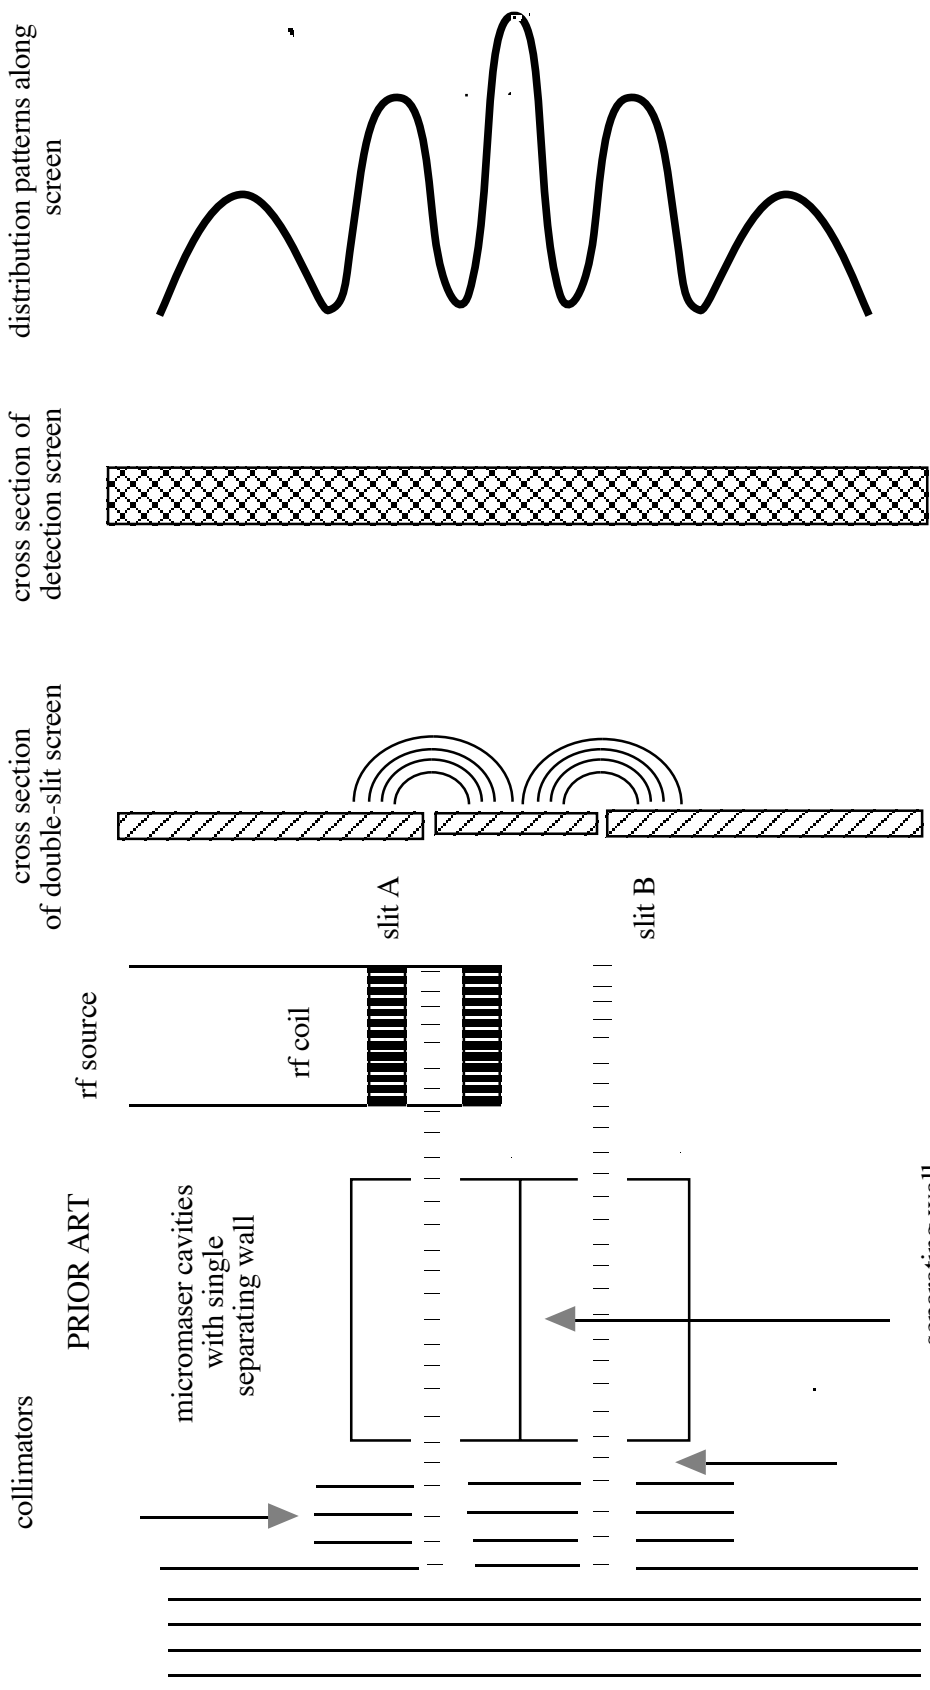 distribution patterns along
screen
cross section of
detection screen
cross section
of double-slit screen
slit A
slit B
rf source
rf coil
PRIOR ART
micromaser cavities
with single
separating wall
collimators